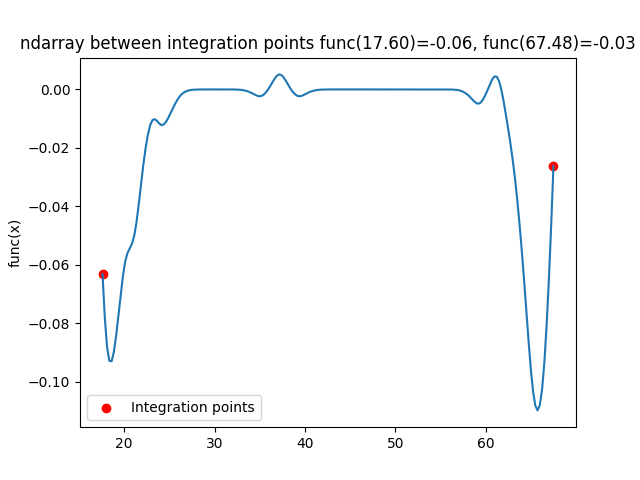 ndarray between integration points func(17.60)=-0.06, func(67.48)=-0.03
func(x)
0.00
−0.02
−0.04
−0.06
−0.08
−0.10
Integration points
20 30 40 50 60